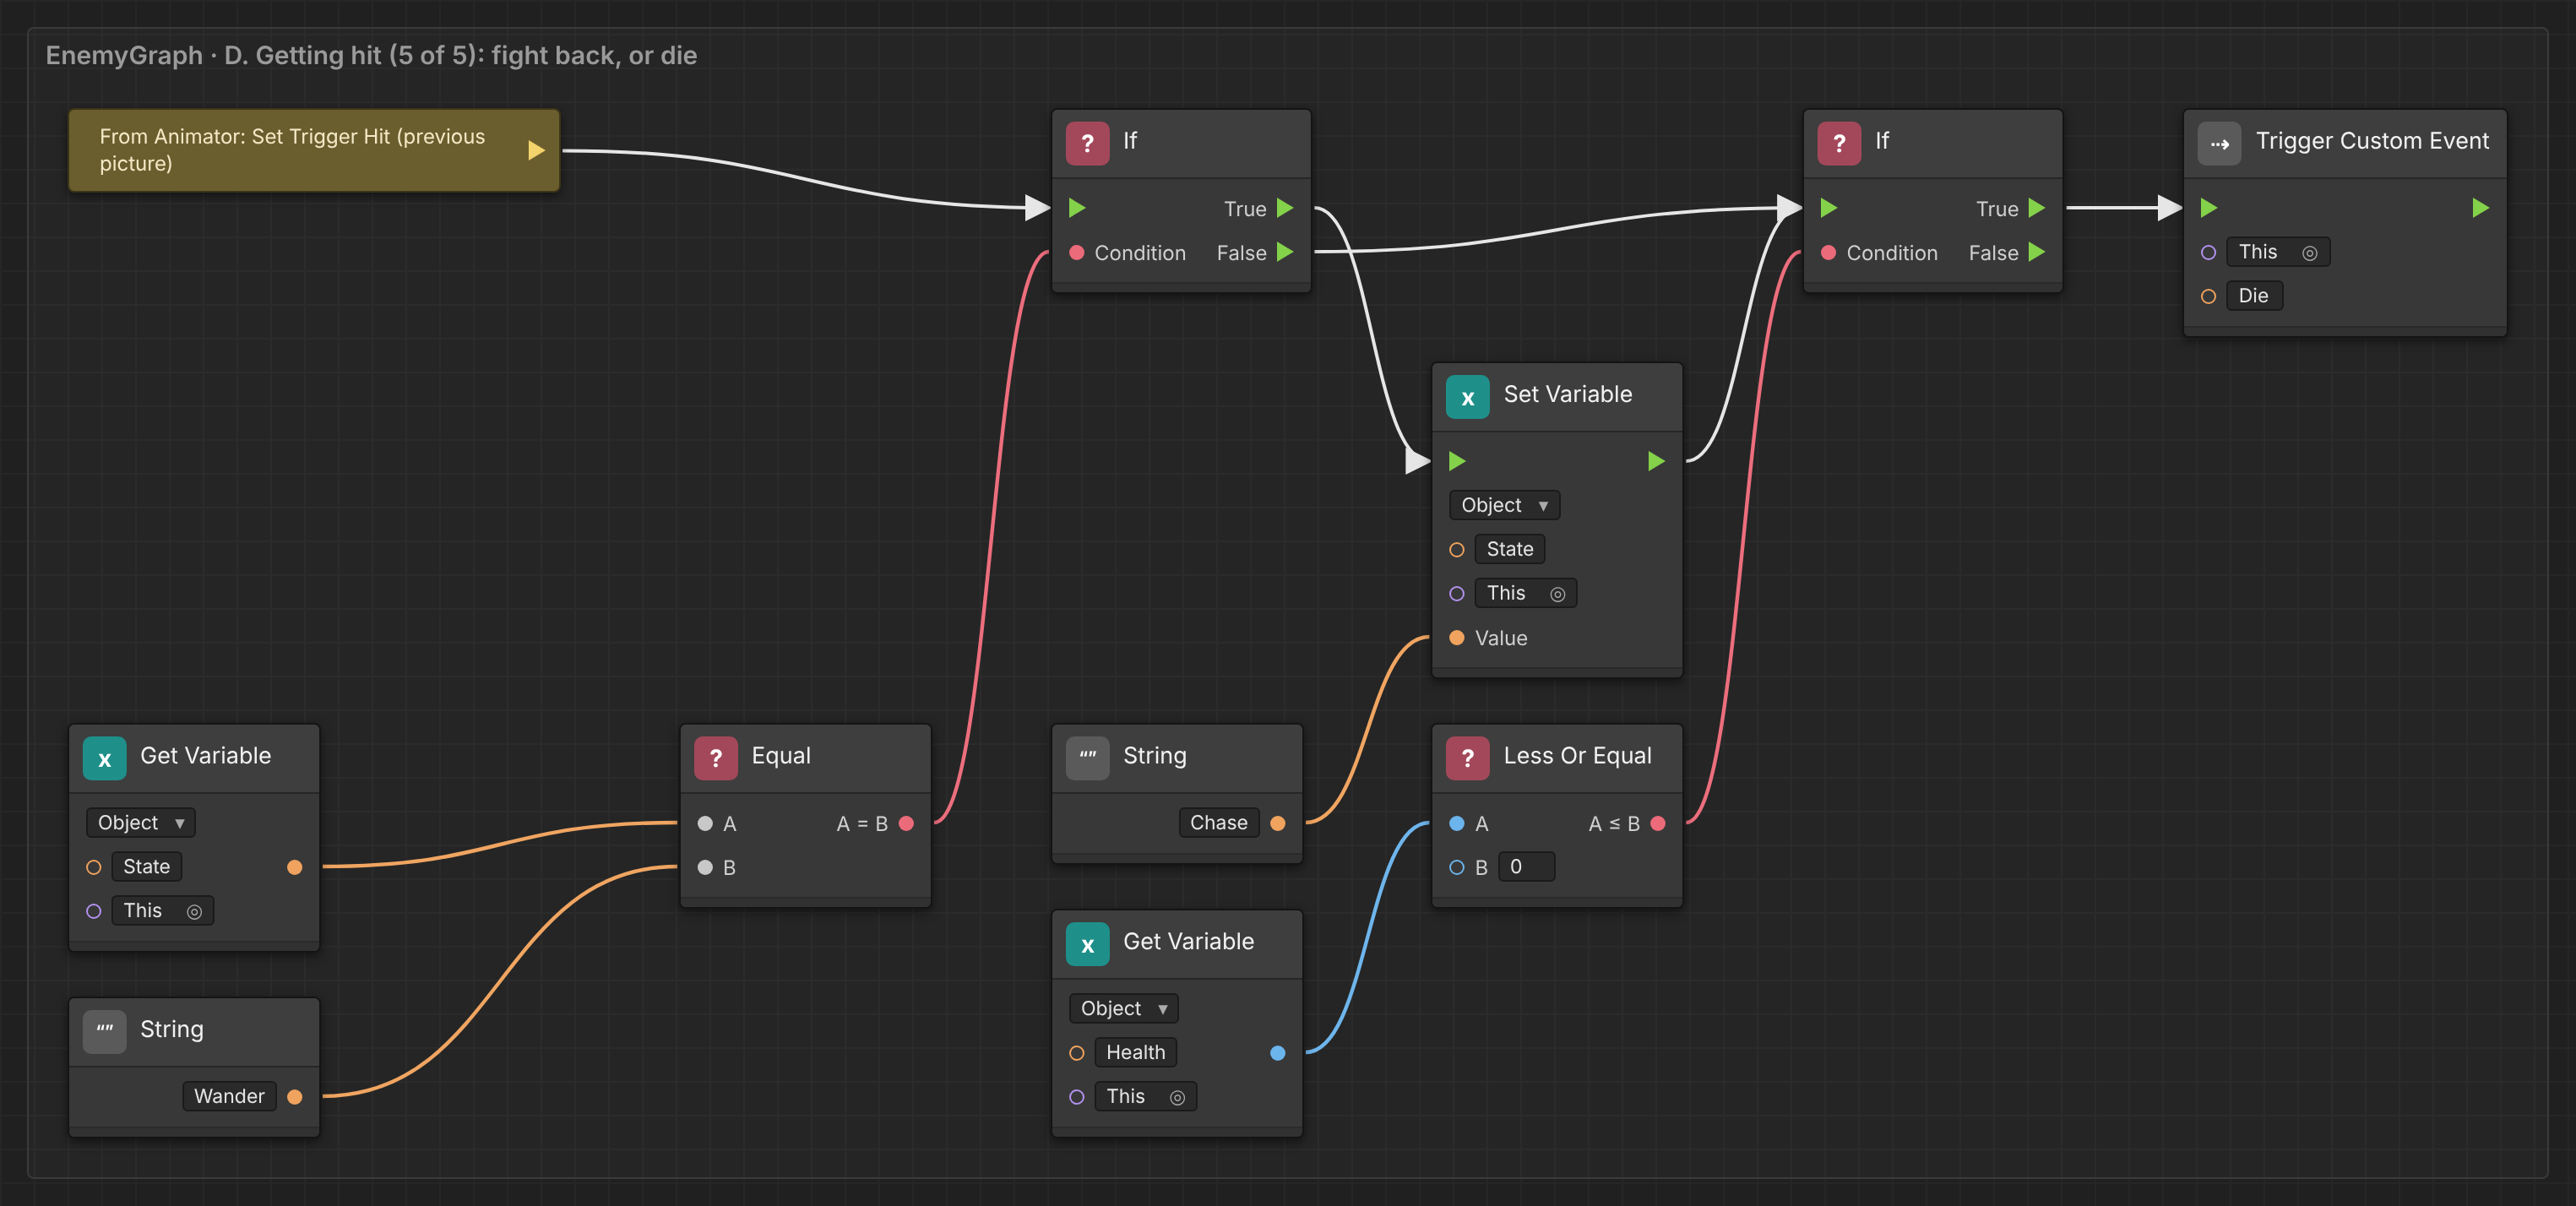 EnemyGraph · D. Getting hit (5 of 5): fight back, or die
From Animator: Set Trigger Hit (previous
picture)
? If
True
Condition False
? If
True
Condition False
Trigger Custom Event
This
Die
x Set Variable
Object
State
This
Value
x Get Variable
Object
State
This
? Equal
A A = B
B
"" String
Chase
? Less Or Equal
A A ≤ B
B 0
x Get Variable
Object
Health
This
"" String
Wander